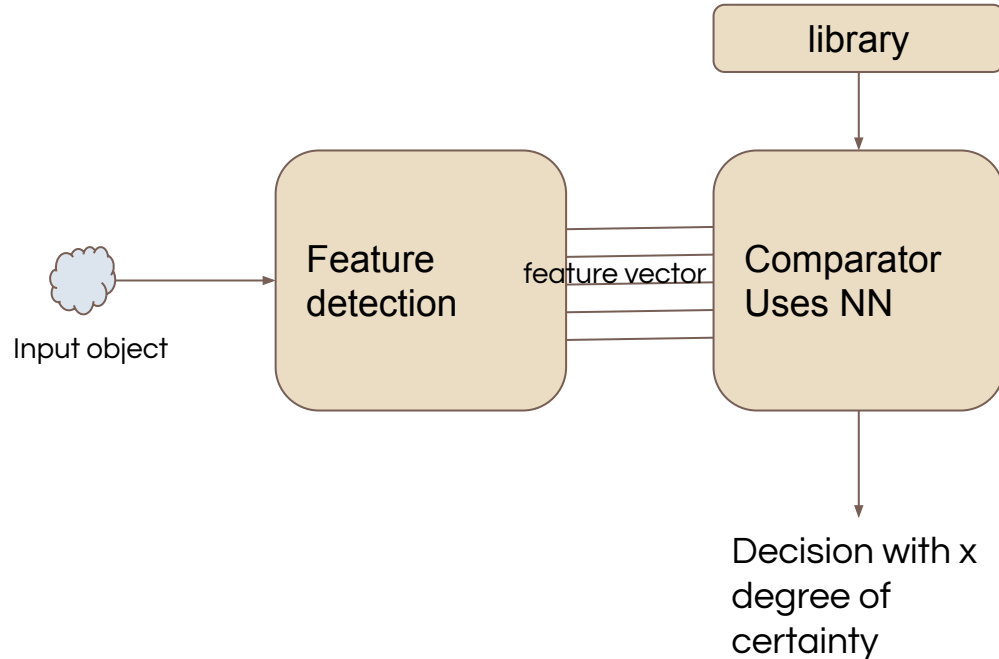 library
Feature
detection
feature vector
Comparator
Uses NN
Input object
Decision with x
degree of
certainty